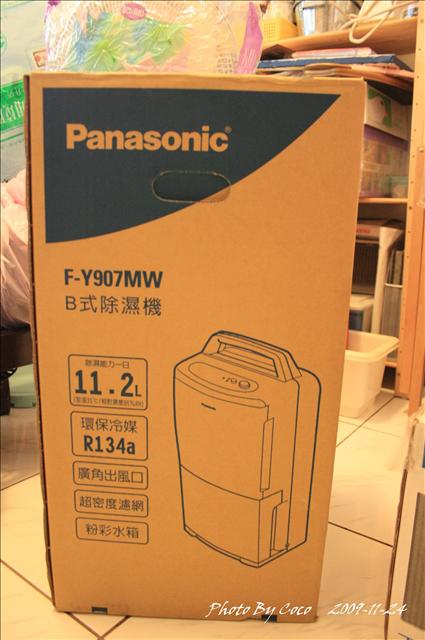 Panasonic®
F-Y907MW
B式除濕機
除濕能力一日
11.2L
環保冷媒
R134a
廣角出風口
超密度濾網
粉彩水箱
Panasonic
Photo By Coco 2009-11-24